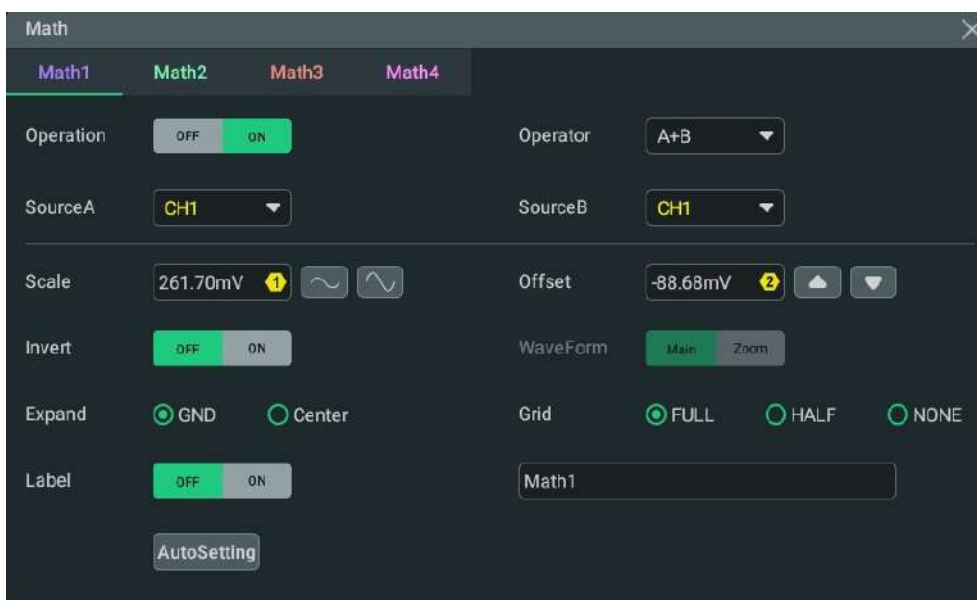 Math
Math1 Math2 Math3 Math4
Operation OFF ON Operator A+B
SourceA CH1 SourceB CH1
Scale 261.70mV 1 Offset -88.68mV 2
Invert OFF ON WaveForm Main Zoom
Expand GND Center Grid FULL HALF NONE
Label OFF ON Math1
AutoSetting